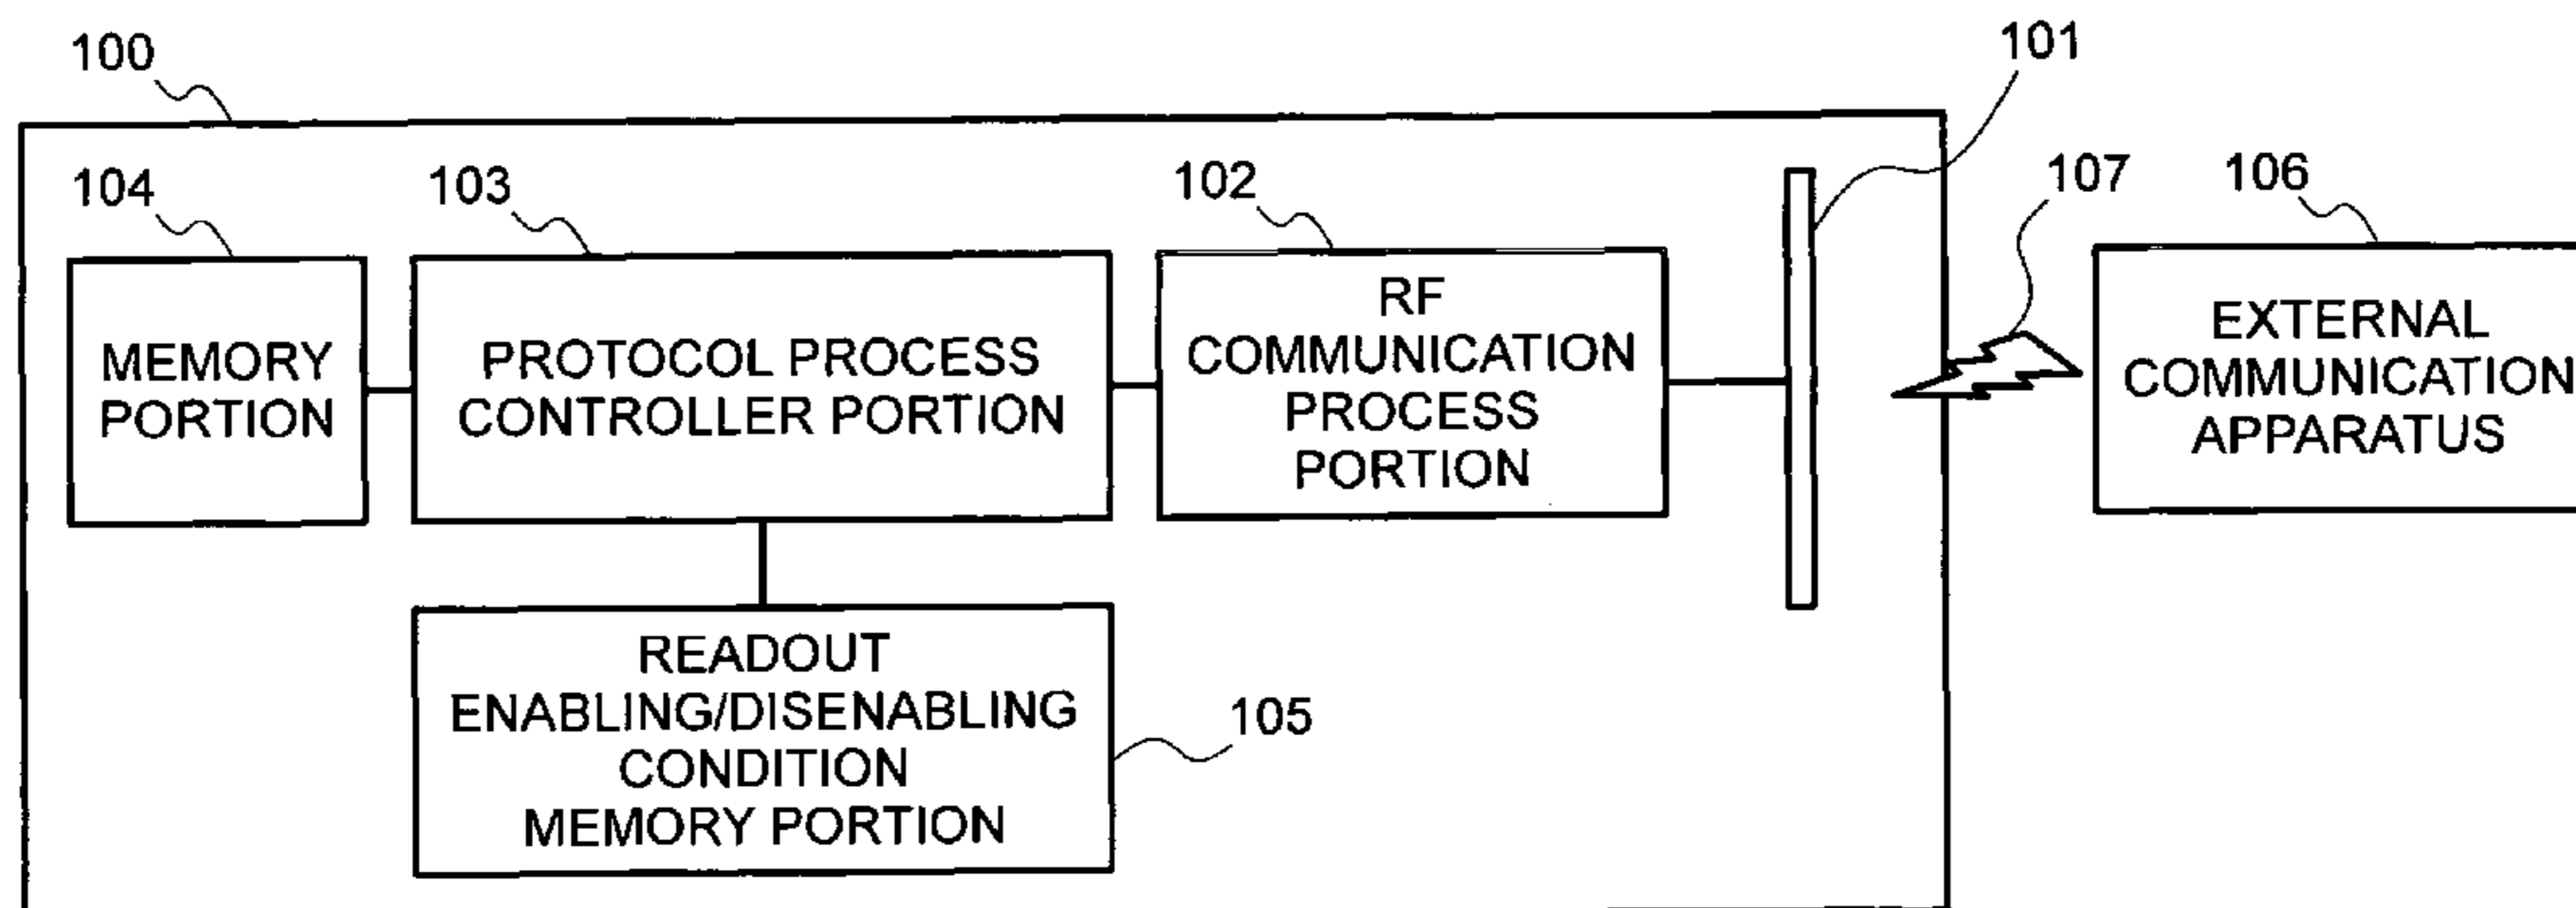 100
101
104
103
102
107
106
MEMORY
PORTION
PROTOCOL PROCESS
CONTROLLER PORTION
RF
COMMUNICATION
PROCESS
PORTION
EXTERNAL
COMMUNICATION
APPARATUS
READOUT
ENABLING/DISENABLING
CONDITION
MEMORY PORTION
105